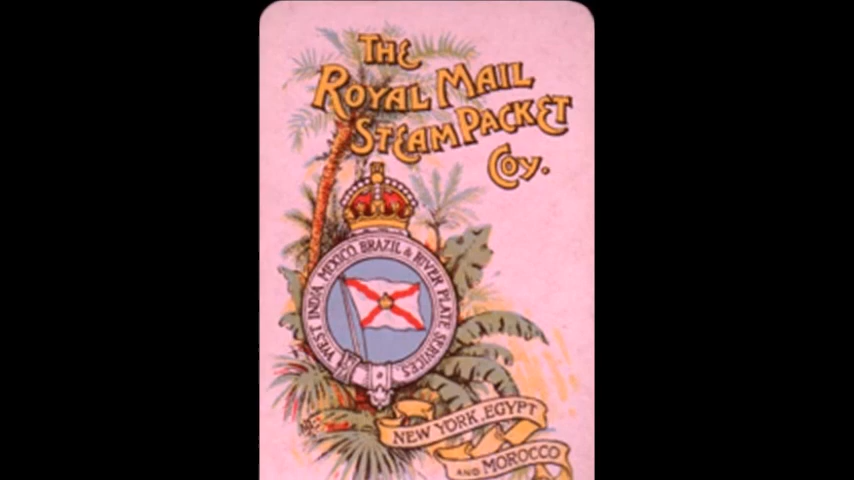 THE
ROYAL MAIL
STEAM PACKET
COY.
WEST INDIA, MEXICO, BRAZIL & RIVER PLATE SERVICES.
NEW YORK, EGYPT
AND MOROCCO